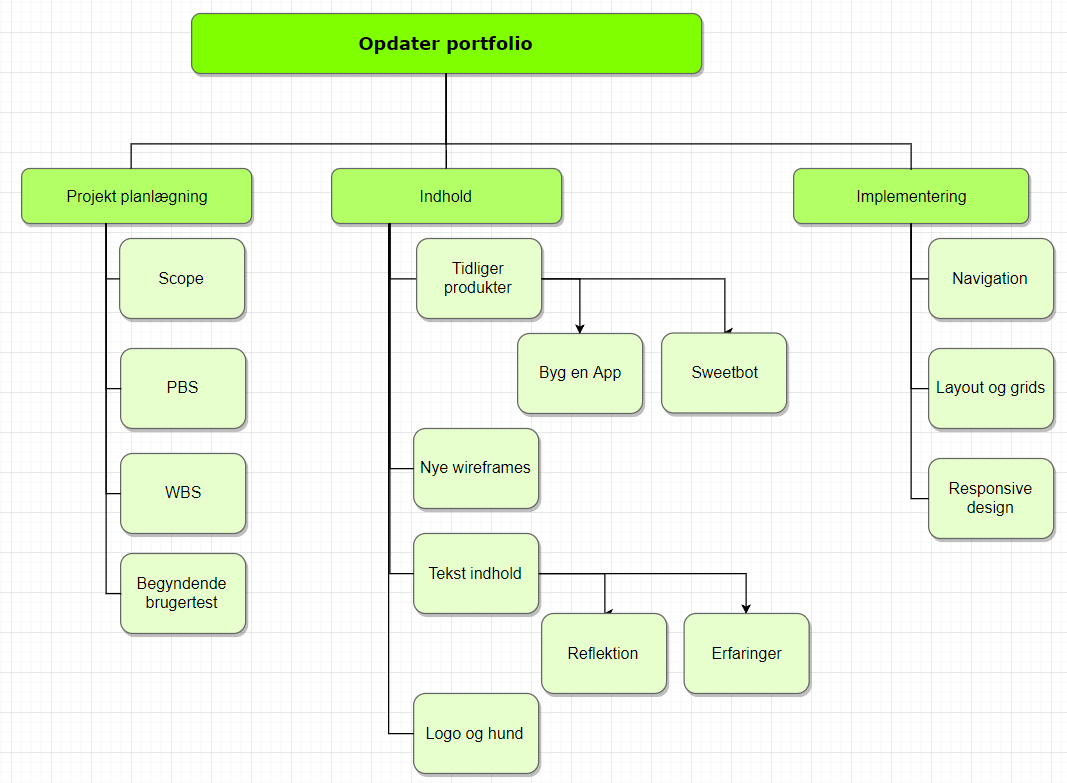 Opdater portfolio
Projekt planlægning
Indhold
Implementering
Scope
PBS
WBS
Begyndende
brugertest
Tidliger
produkter
Byg en App
Sweetbot
Nye wireframes
Tekst indhold
Reflektion
Erfaringer
Logo og hund
Navigation
Layout og grids
Responsive
design